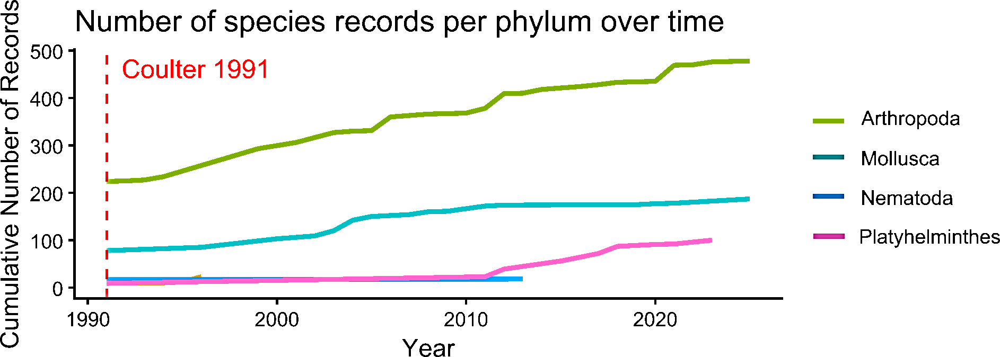 Number of species records per phylum over time
Cumulative Number of Records
500
400
300
200
100
0
Coulter 1991
1990
2000
2010
2020
Year
Arthropoda
Mollusca
Nematoda
Platyhelminthes